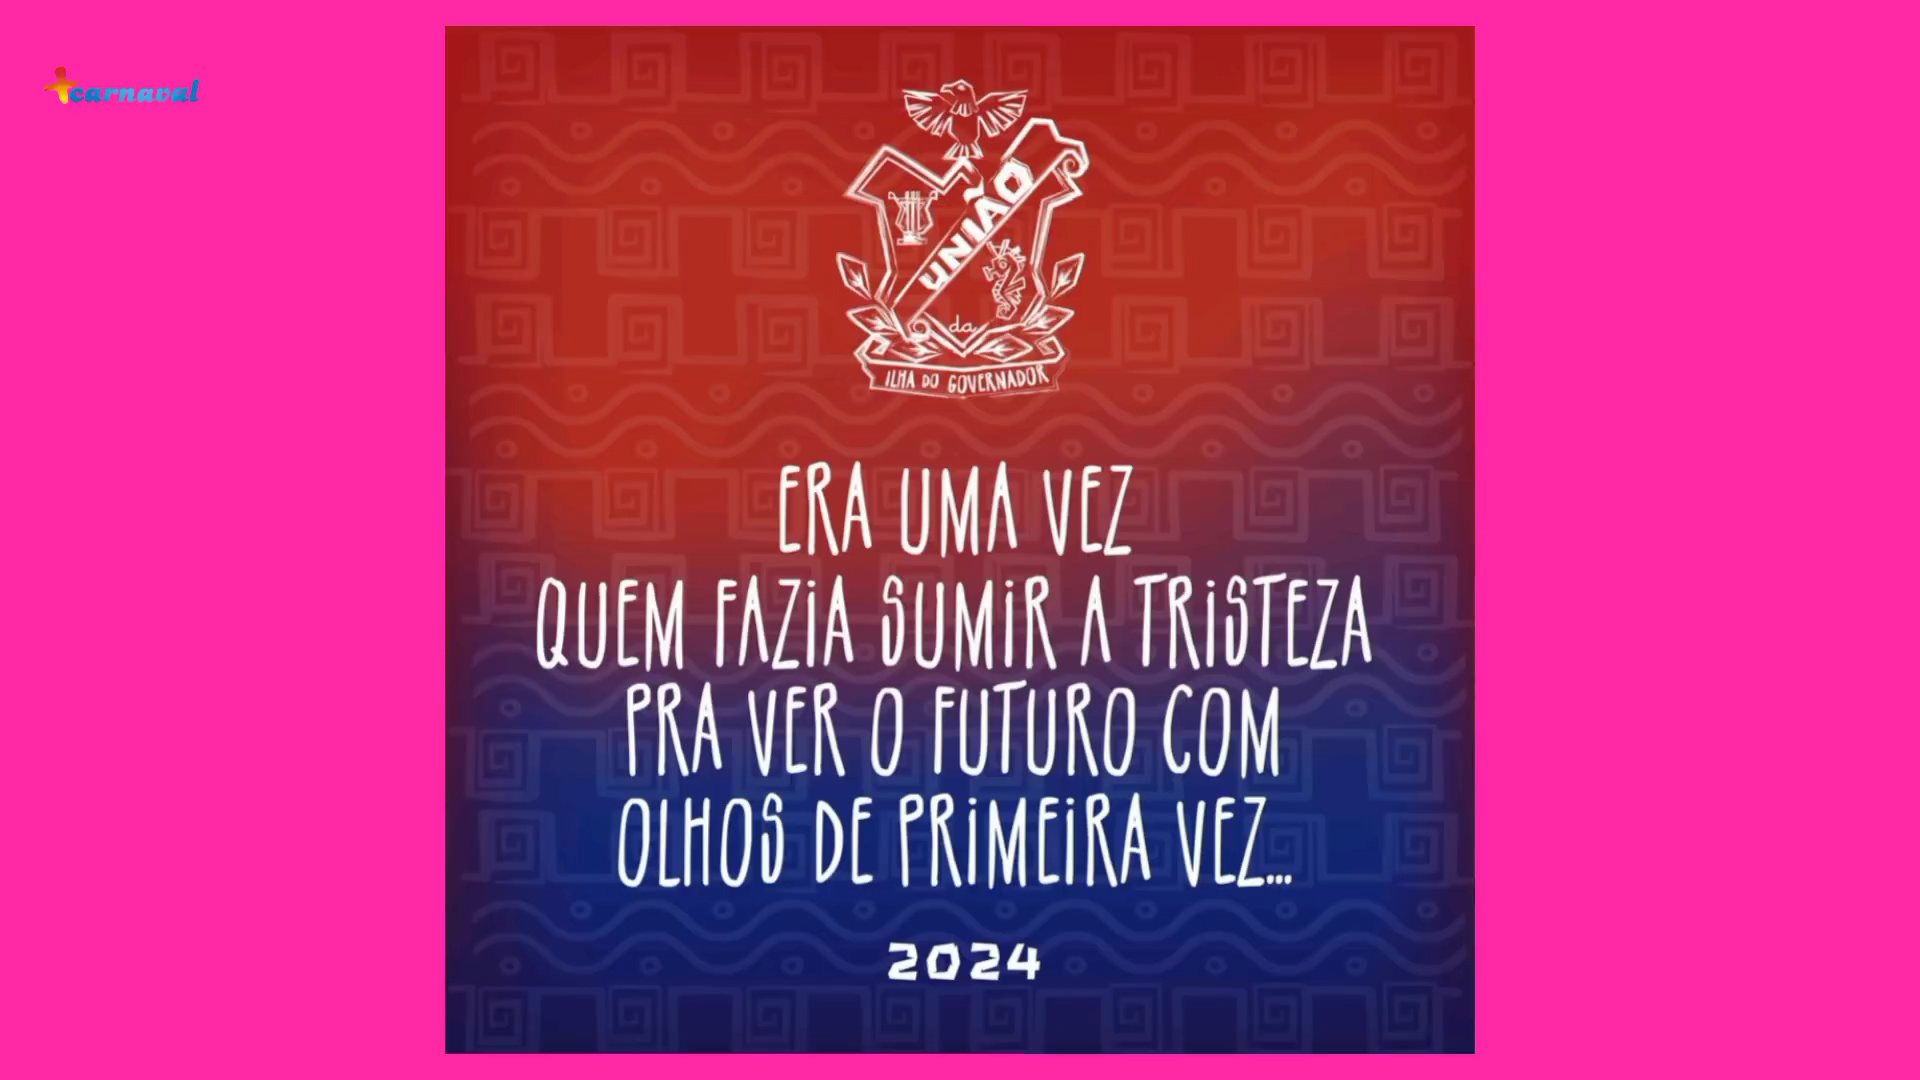 carnaval
UNIÃO
da
ILHA DO GOVERNADOR
ERA UMA VEZ
QUEM FAZiA SUMiR A TRiSTEZA
PRA VER O FUTURO COM
OLHOS DE PRiMEiRA VEZ...
2024